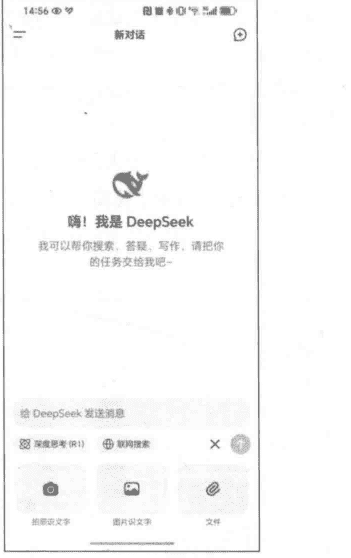 14:56
新对话
嗨！我是 DeepSeek
我可以帮你搜索、答疑、写作，请把你
的任务交给我吧~
给 DeepSeek 发送消息
深度思考 (R1) 联网搜索
拍照识文字 图片识文字 文件